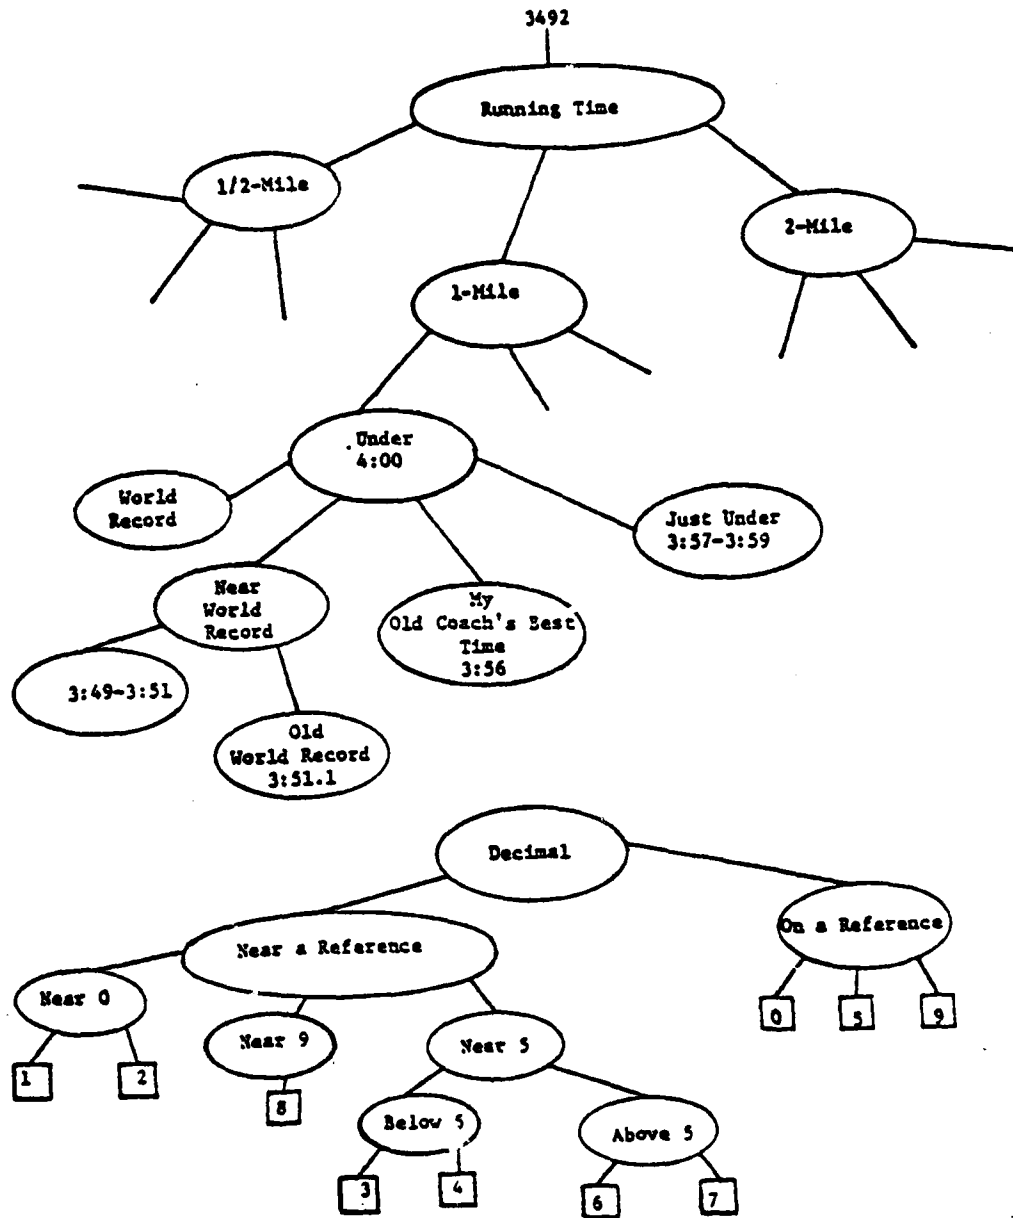 3492
Running Time
1/2-Mile
2-Mile
1-Mile
Under
4:00
World
Record
Just Under
3:57-3:59
Near
World
Record
My
Old Coach's Best
Time
3:56
3:49-3:51
Old
World Record
3:51.1
Decimal
Near a Reference
On a Reference
Near 0
0
5
9
Near 9
Near 5
1
2
8
Below 5
Above 5
3
4
6
7